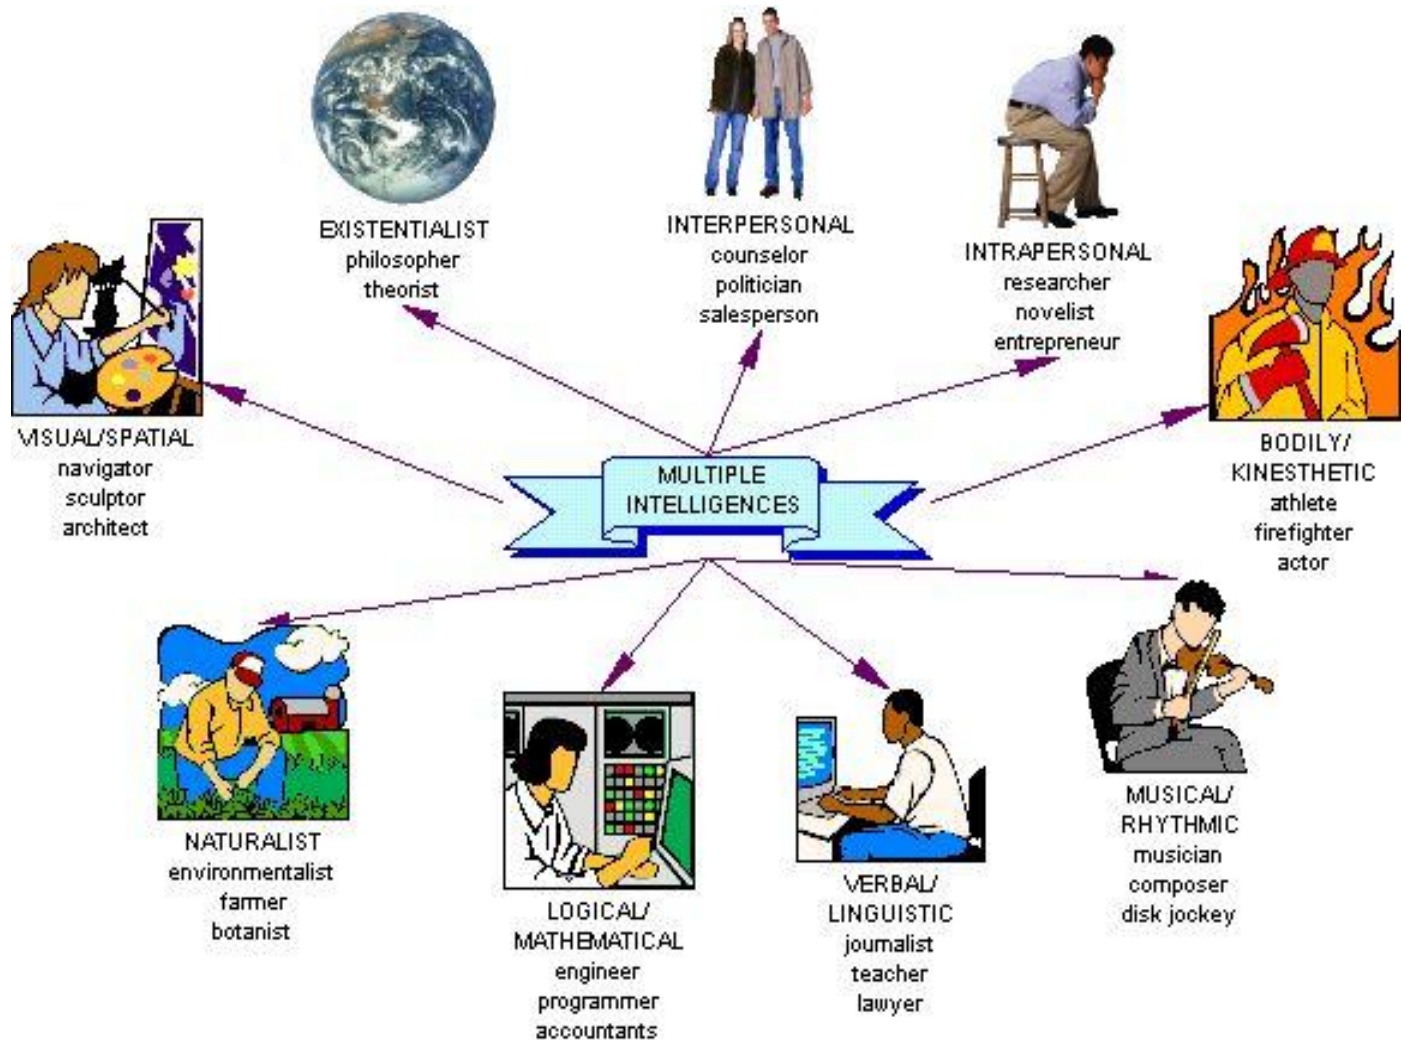 EXISTENTIALIST
philosopher
theorist
INTERPERSONAL
counselor
politician
salesperson
INTRAPERSONAL
researcher
novelist
entrepreneur
VISUAL/SPATIAL
navigator
sculptor
architect
MULTIPLE
INTELLIGENCES
BODILY/
KINESTHETIC
athlete
firefighter
actor
NATURALIST
environmentalist
farmer
botanist
LOGICAL/
MATHEMATICAL
engineer
programmer
accountants
VERBAL/
LINGUISTIC
journalist
teacher
lawyer
MUSICAL/
RHYTHMIC
musician
composer
disk jockey